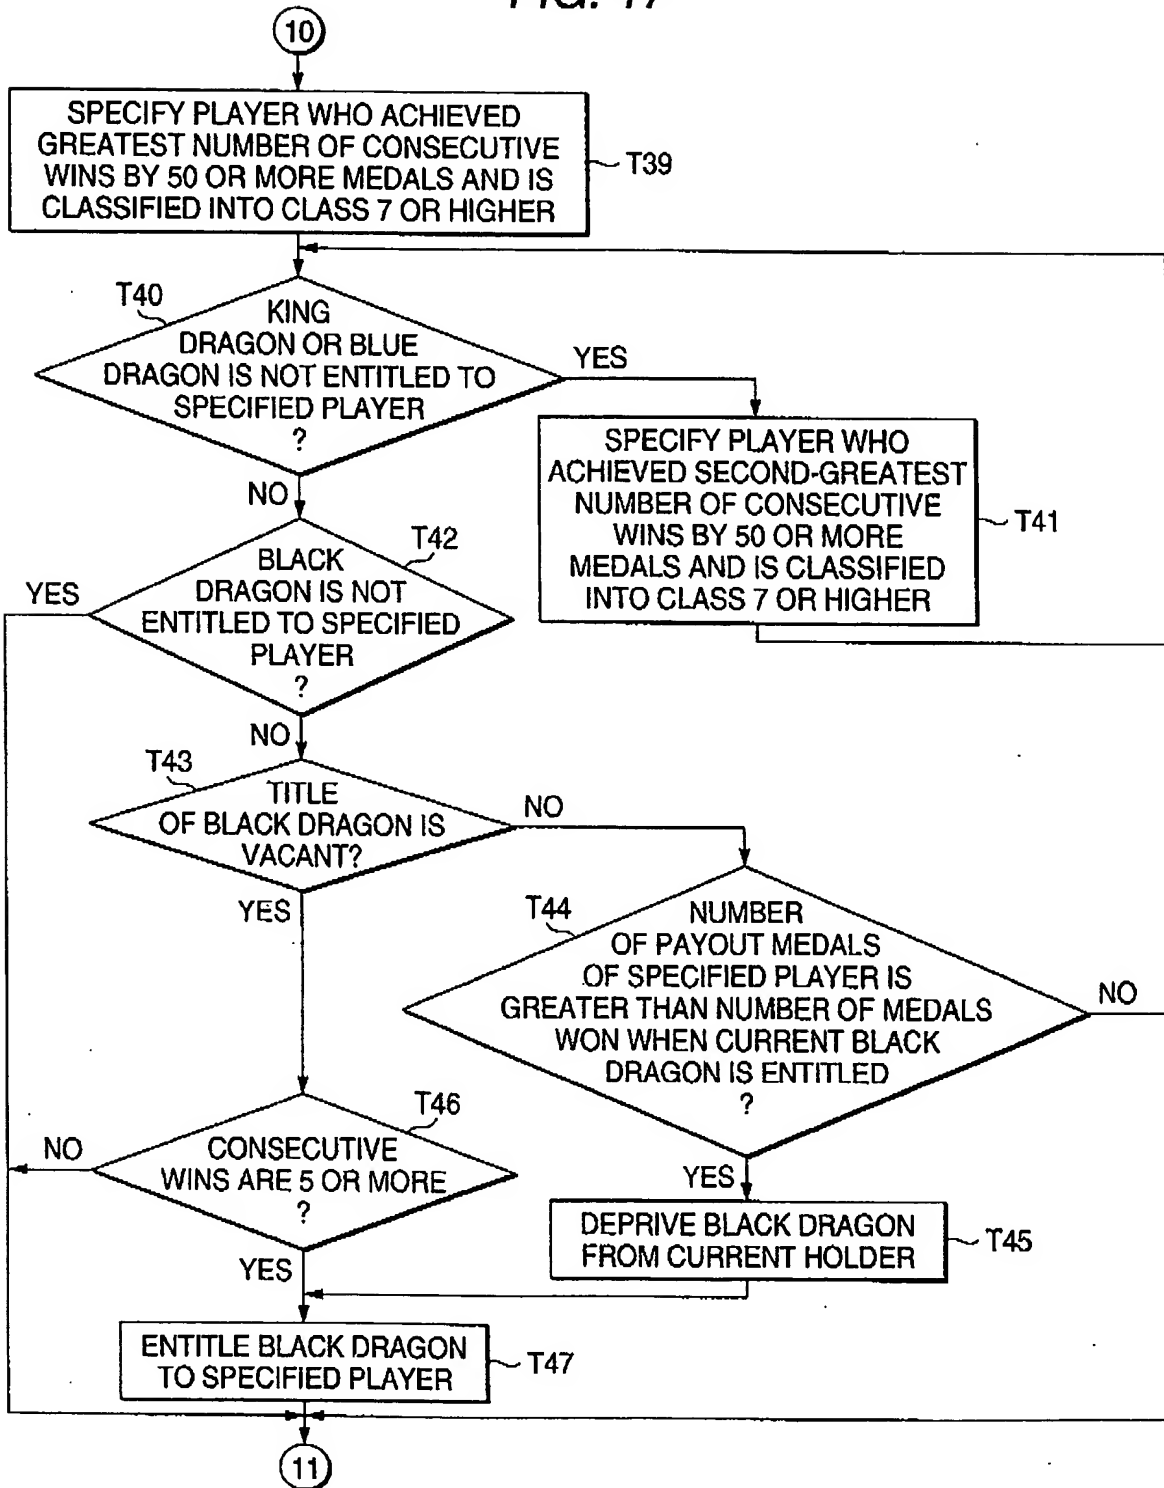 10
SPECIFY PLAYER WHO ACHIEVED
GREATEST NUMBER OF CONSECUTIVE
WINS BY 50 OR MORE MEDALS AND IS
CLASSIFIED INTO CLASS 7 OR HIGHER
T39
T40
KING
DRAGON OR BLUE
DRAGON IS NOT ENTITLED TO
SPECIFIED PLAYER
?
YES
NO
SPECIFY PLAYER WHO
ACHIEVED SECOND-GREATEST
NUMBER OF CONSECUTIVE
WINS BY 50 OR MORE
MEDALS AND IS CLASSIFIED
INTO CLASS 7 OR HIGHER
T41
T42
BLACK
DRAGON IS NOT
ENTITLED TO SPECIFIED
PLAYER
?
YES
NO
T43
TITLE
OF BLACK DRAGON IS
VACANT?
NO
YES
T44
NUMBER
OF PAYOUT MEDALS
OF SPECIFIED PLAYER IS
GREATER THAN NUMBER OF MEDALS
WON WHEN CURRENT BLACK
DRAGON IS ENTITLED
?
NO
YES
T46
CONSECUTIVE
WINS ARE 5 OR MORE
?
NO
YES
DEPRIVE BLACK DRAGON
FROM CURRENT HOLDER
T45
ENTITLE BLACK DRAGON
TO SPECIFIED PLAYER
T47
11